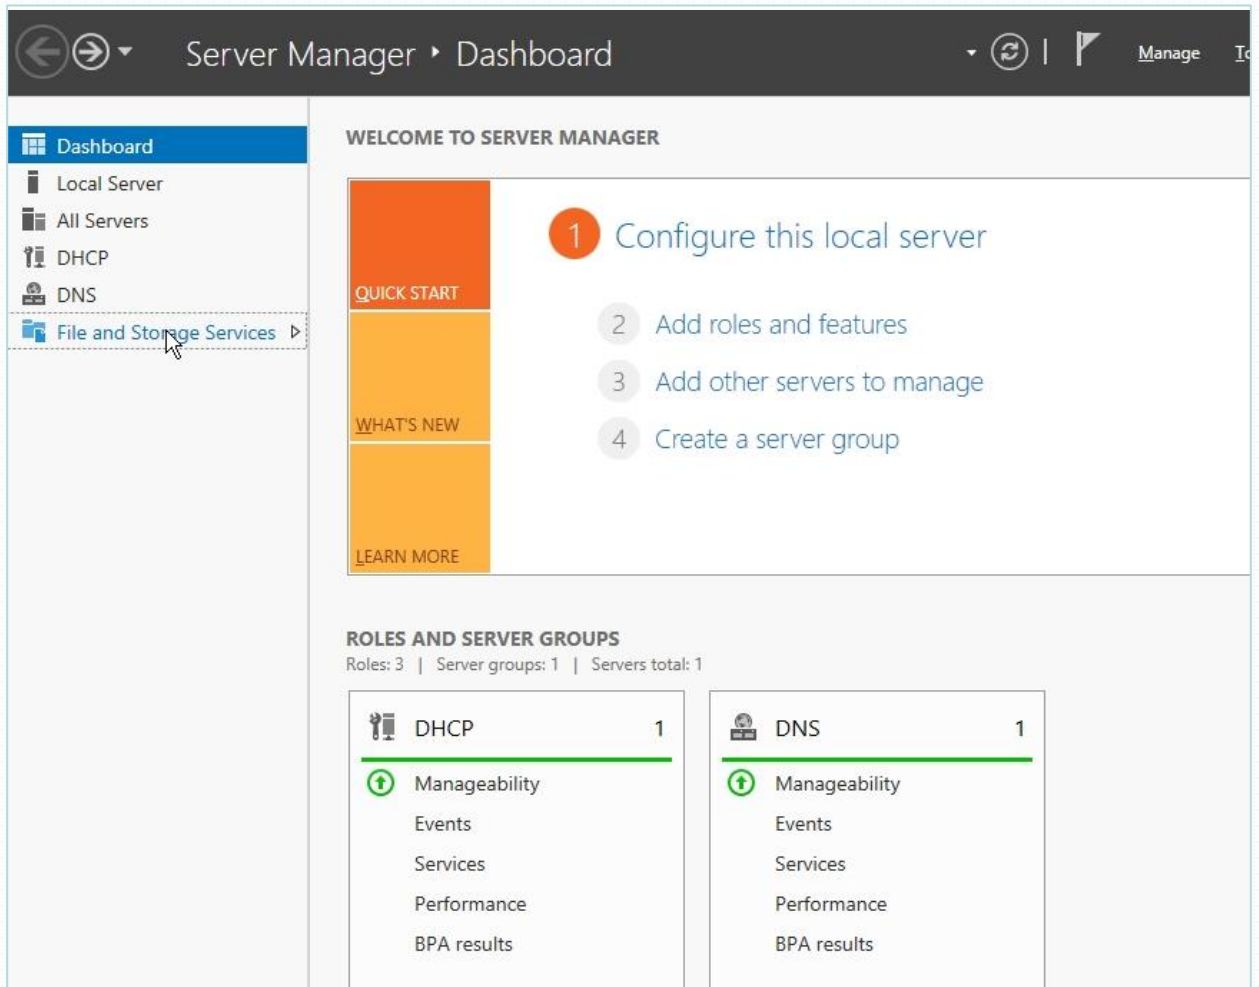 Server Manager ‣ Dashboard
Manage
Dashboard
Local Server
All Servers
DHCP
DNS
File and Storage Services
WELCOME TO SERVER MANAGER
QUICK START
WHAT'S NEW
LEARN MORE
1 Configure this local server
2 Add roles and features
3 Add other servers to manage
4 Create a server group
ROLES AND SERVER GROUPS
Roles: 3 | Server groups: 1 | Servers total: 1
DHCP 1
Manageability
Events
Services
Performance
BPA results
DNS 1
Manageability
Events
Services
Performance
BPA results